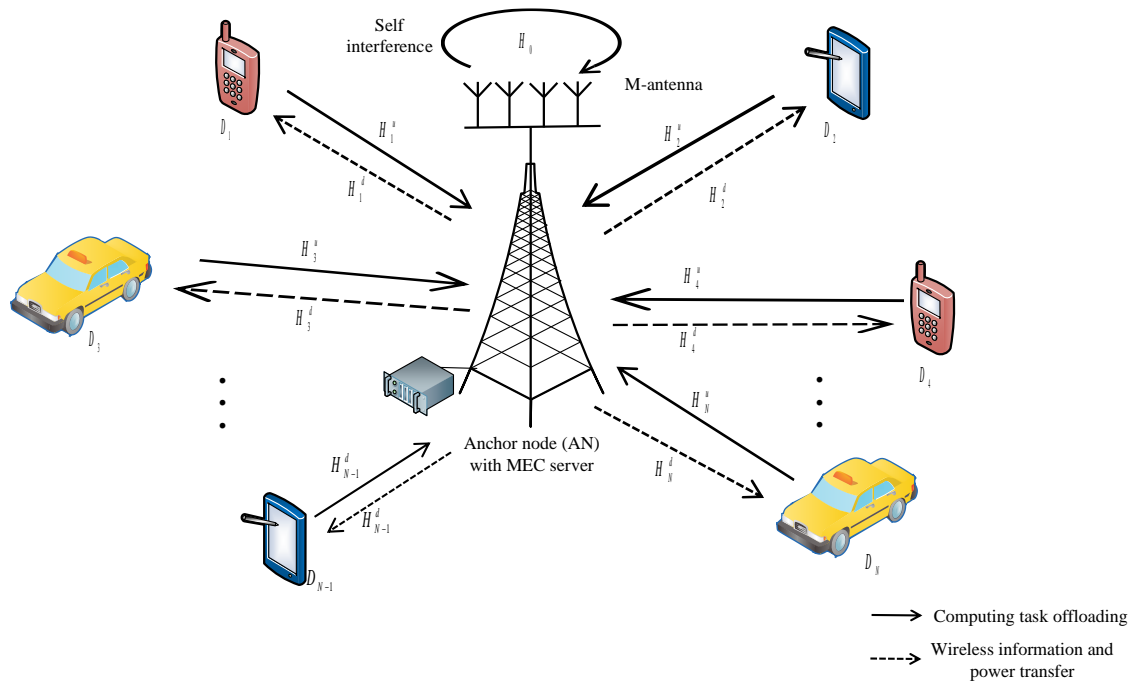 Self
interference
H_0
M-antenna
D_1
H_1^u
H_1^d
H_2^u
H_2^d
D_2
H_3^u
H_3^d
D_3
H_4^u
H_4^d
D_4
H_N^u
H_N^d
D_N
Anchor node (AN)
with MEC server
H_{N-1}^d
H_{N-1}^d
D_{N-1}
Computing task offloading
Wireless information and
power transfer